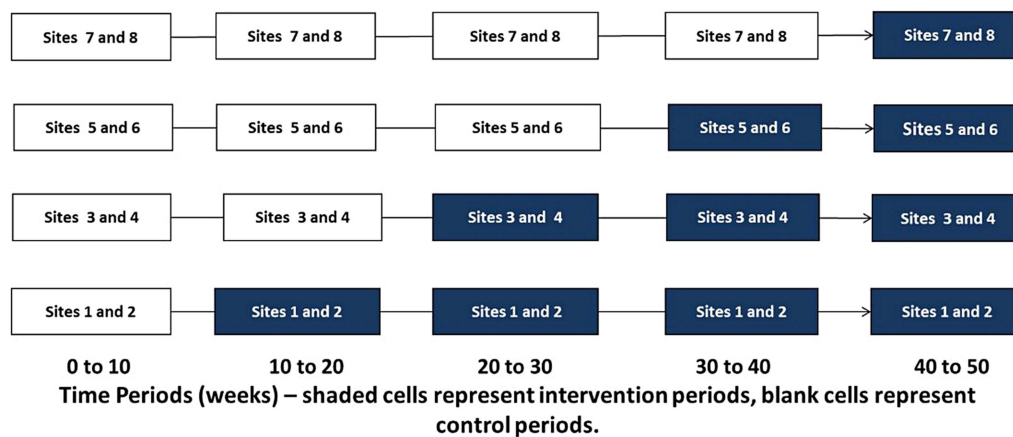 Sites 7 and 8 Sites 7 and 8 Sites 7 and 8 Sites 7 and 8 Sites 7 and 8
Sites 5 and 6 Sites 5 and 6 Sites 5 and 6 Sites 5 and 6 Sites 5 and 6
Sites 3 and 4 Sites 3 and 4 Sites 3 and 4 Sites 3 and 4 Sites 3 and 4
Sites 1 and 2 Sites 1 and 2 Sites 1 and 2 Sites 1 and 2 Sites 1 and 2
0 to 10 10 to 20 20 to 30 30 to 40 40 to 50
Time Periods (weeks) – shaded cells represent intervention periods, blank cells represent
control periods.